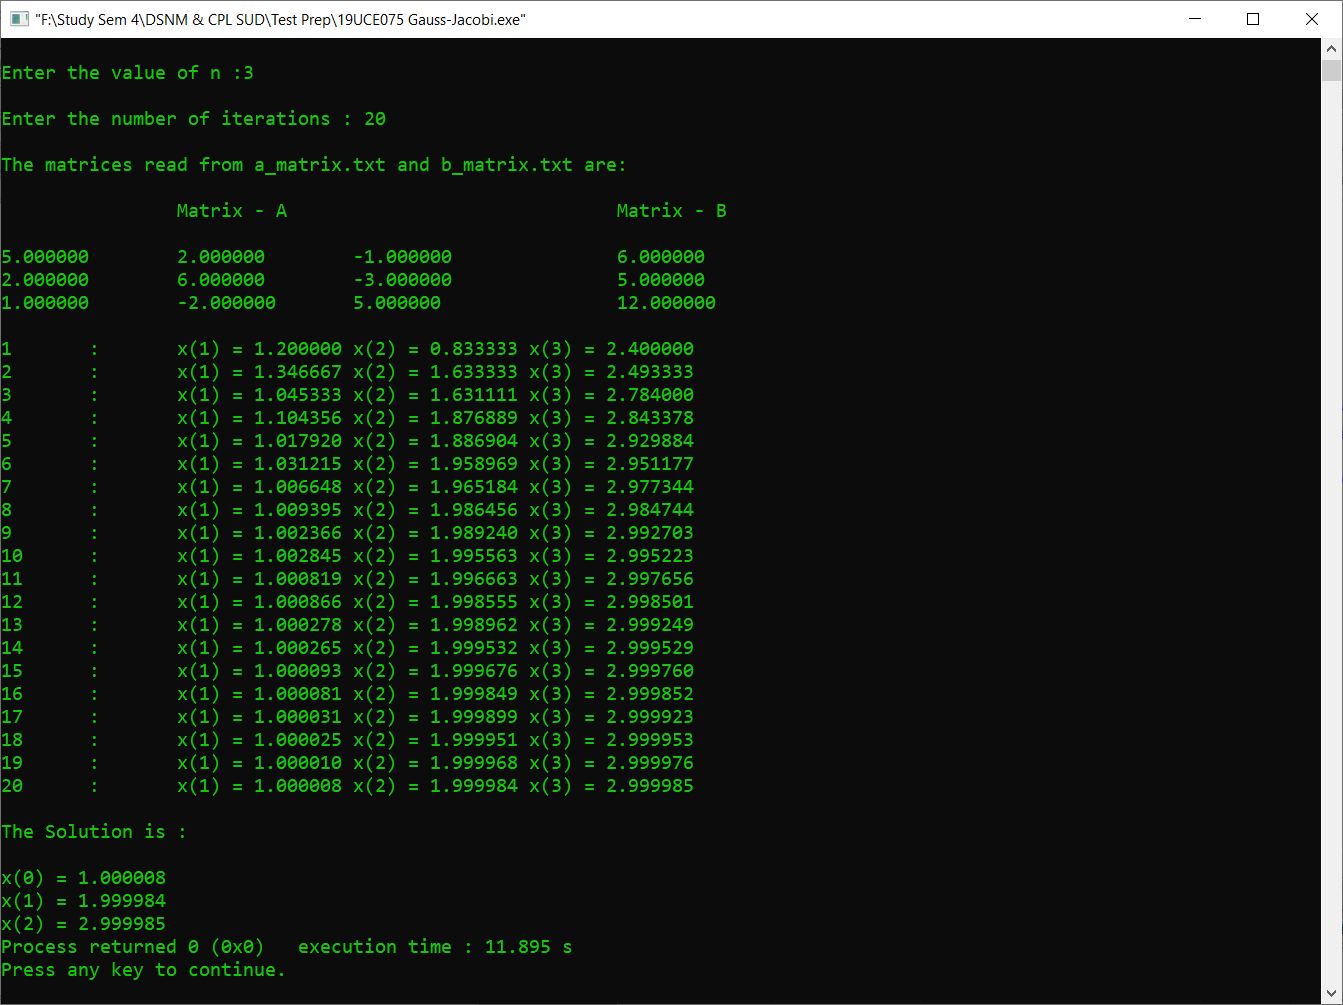 "F:\Study Sem 4\DSNM & CPL SUD\Test Prep\19UCE075 Gauss-Jacobi.exe"
Enter the value of n :3
Enter the number of iterations : 20
The matrices read from a_matrix.txt and b_matrix.txt are:
Matrix - A Matrix - B
5.000000 2.000000 -1.000000 6.000000
2.000000 6.000000 -3.000000 5.000000
1.000000 -2.000000 5.000000 12.000000
1 : x(1) = 1.200000 x(2) = 0.833333 x(3) = 2.400000
2 : x(1) = 1.346667 x(2) = 1.633333 x(3) = 2.493333
3 : x(1) = 1.045333 x(2) = 1.631111 x(3) = 2.784000
4 : x(1) = 1.104356 x(2) = 1.876889 x(3) = 2.843378
5 : x(1) = 1.017920 x(2) = 1.886904 x(3) = 2.929884
6 : x(1) = 1.031215 x(2) = 1.958969 x(3) = 2.951177
7 : x(1) = 1.006648 x(2) = 1.965184 x(3) = 2.977344
8 : x(1) = 1.009395 x(2) = 1.986456 x(3) = 2.984744
9 : x(1) = 1.002366 x(2) = 1.989240 x(3) = 2.992703
10 : x(1) = 1.002845 x(2) = 1.995563 x(3) = 2.995223
11 : x(1) = 1.000819 x(2) = 1.996663 x(3) = 2.997656
12 : x(1) = 1.000866 x(2) = 1.998555 x(3) = 2.998501
13 : x(1) = 1.000278 x(2) = 1.998962 x(3) = 2.999249
14 : x(1) = 1.000265 x(2) = 1.999532 x(3) = 2.999529
15 : x(1) = 1.000093 x(2) = 1.999676 x(3) = 2.999760
16 : x(1) = 1.000081 x(2) = 1.999849 x(3) = 2.999852
17 : x(1) = 1.000031 x(2) = 1.999899 x(3) = 2.999923
18 : x(1) = 1.000025 x(2) = 1.999951 x(3) = 2.999953
19 : x(1) = 1.000010 x(2) = 1.999968 x(3) = 2.999976
20 : x(1) = 1.000008 x(2) = 1.999984 x(3) = 2.999985
The Solution is :
x(0) = 1.000008
x(1) = 1.999984
x(2) = 2.999985
Process returned 0 (0x0) execution time : 11.895 s
Press any key to continue.